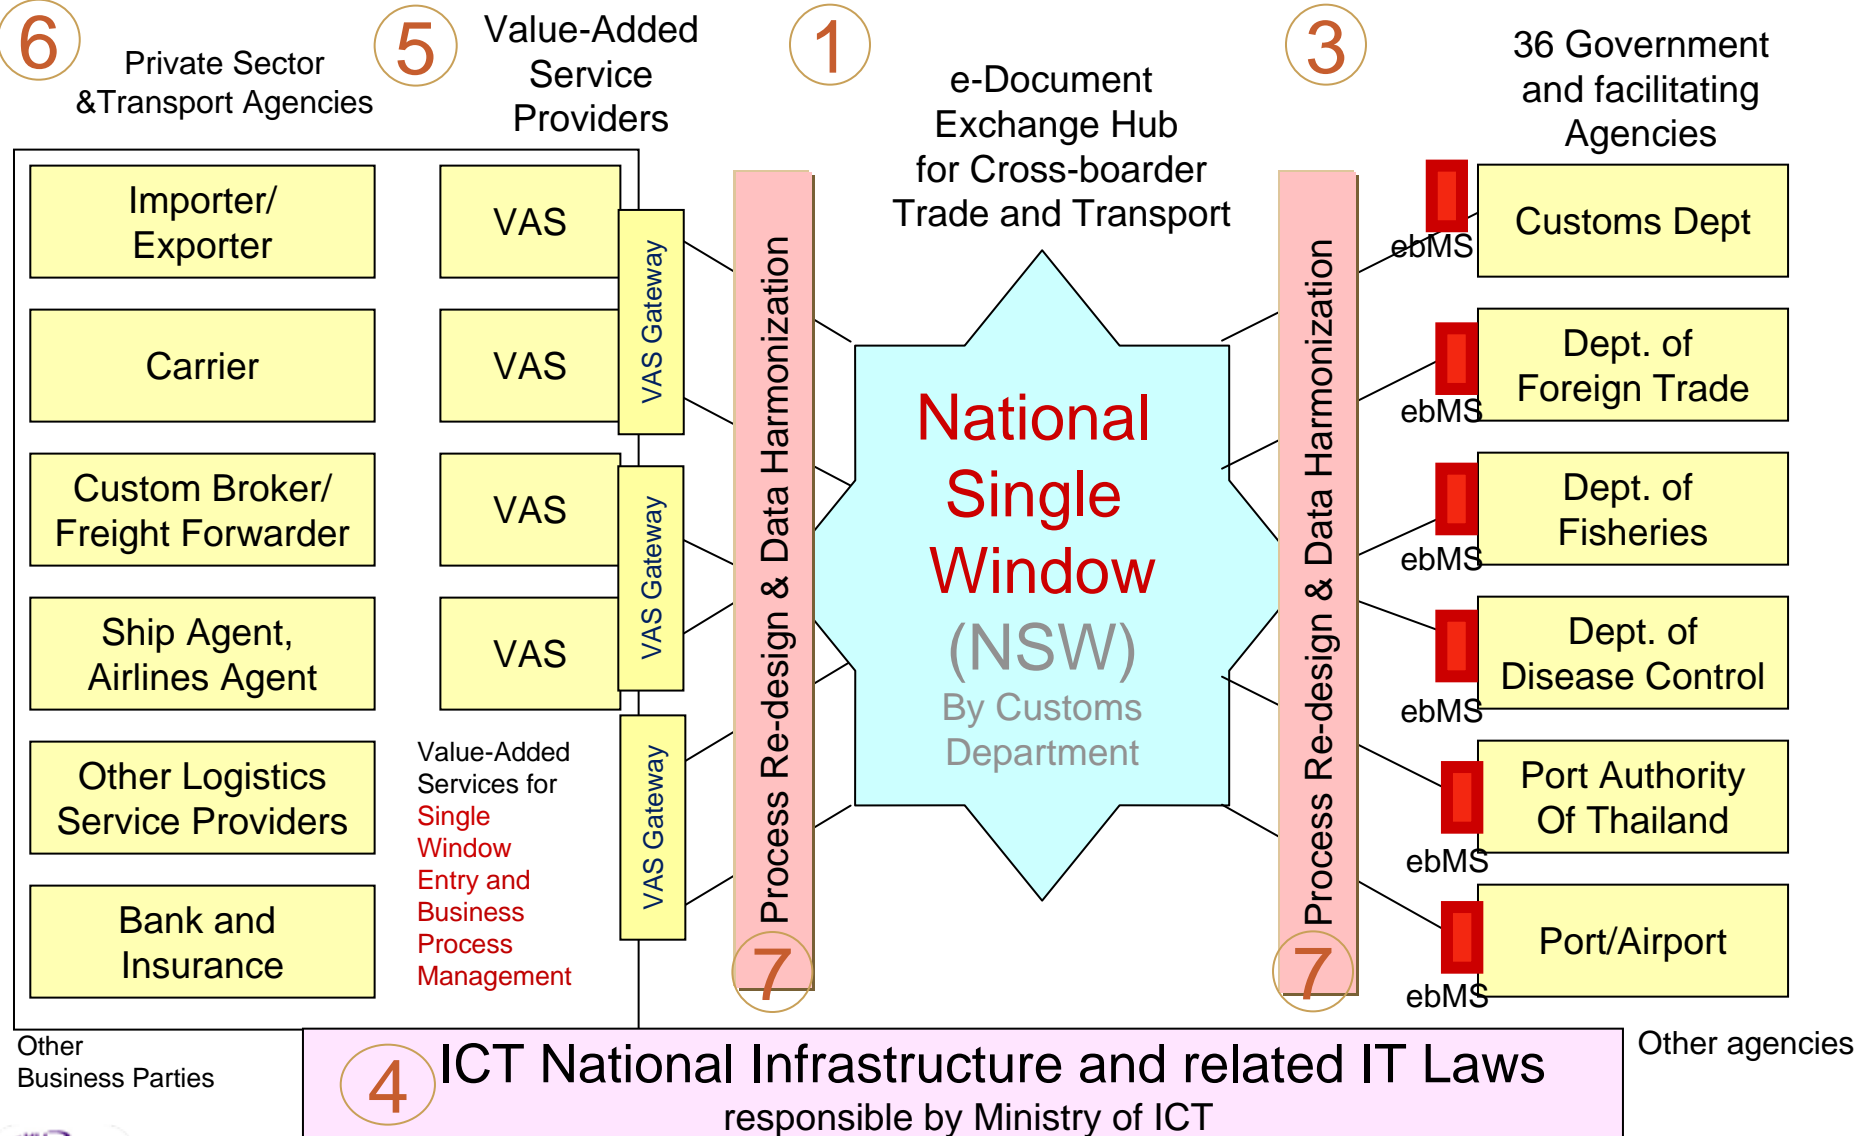 6
Private Sector
&Transport Agencies
5
Value-Added
Service
Providers
1
e-Document
Exchange Hub
for Cross-boarder
Trade and Transport
3
36 Government
and facilitating
Agencies
Importer/
Exporter
Carrier
Custom Broker/
Freight Forwarder
Ship Agent,
Airlines Agent
Other Logistics
Service Providers
Bank and
Insurance
Other
Business Parties
VAS
VAS
VAS
VAS
Value-Added
Services for
Single
Window
Entry and
Business
Process
Management
VAS Gateway
VAS Gateway
VAS Gateway
Process Re-design & Data Harmonization
7
National
Single
Window
(NSW)
By Customs
Department
Process Re-design & Data Harmonization
7
ebMS
Customs Dept
ebMS
Dept. of
Foreign Trade
ebMS
Dept. of
Fisheries
ebMS
Dept. of
Disease Control
ebMS
Port Authority
Of Thailand
ebMS
Port/Airport
Other agencies
4
ICT National Infrastructure and related IT Laws
responsible by Ministry of ICT